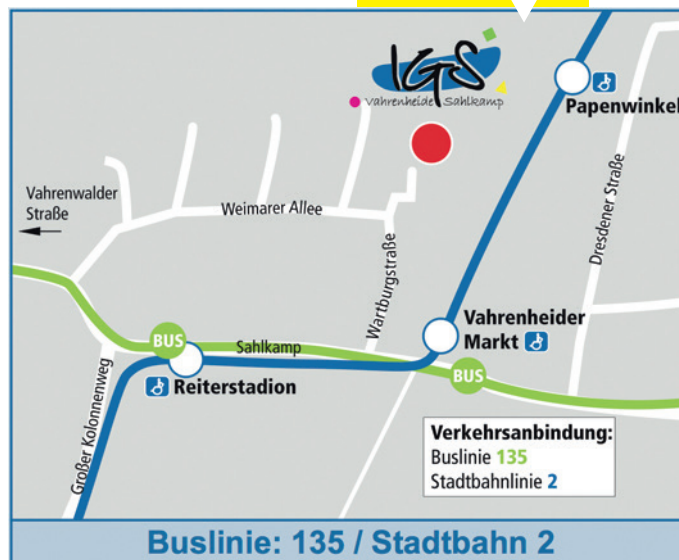 IGS
Vahrenheide Sahlkamp
Papenwinkel
Vahrenwalder
Straße
Weimarer Allee
Dresdener Straße
Wartburgstraße
Vahrenheider
Markt
BUS
Sahlkamp
BUS
Reiterstadion
Großer Kolonnenweg
Verkehrsanbindung:
Buslinie 135
Stadtbahnlinie 2
Buslinie: 135 / Stadtbahn 2